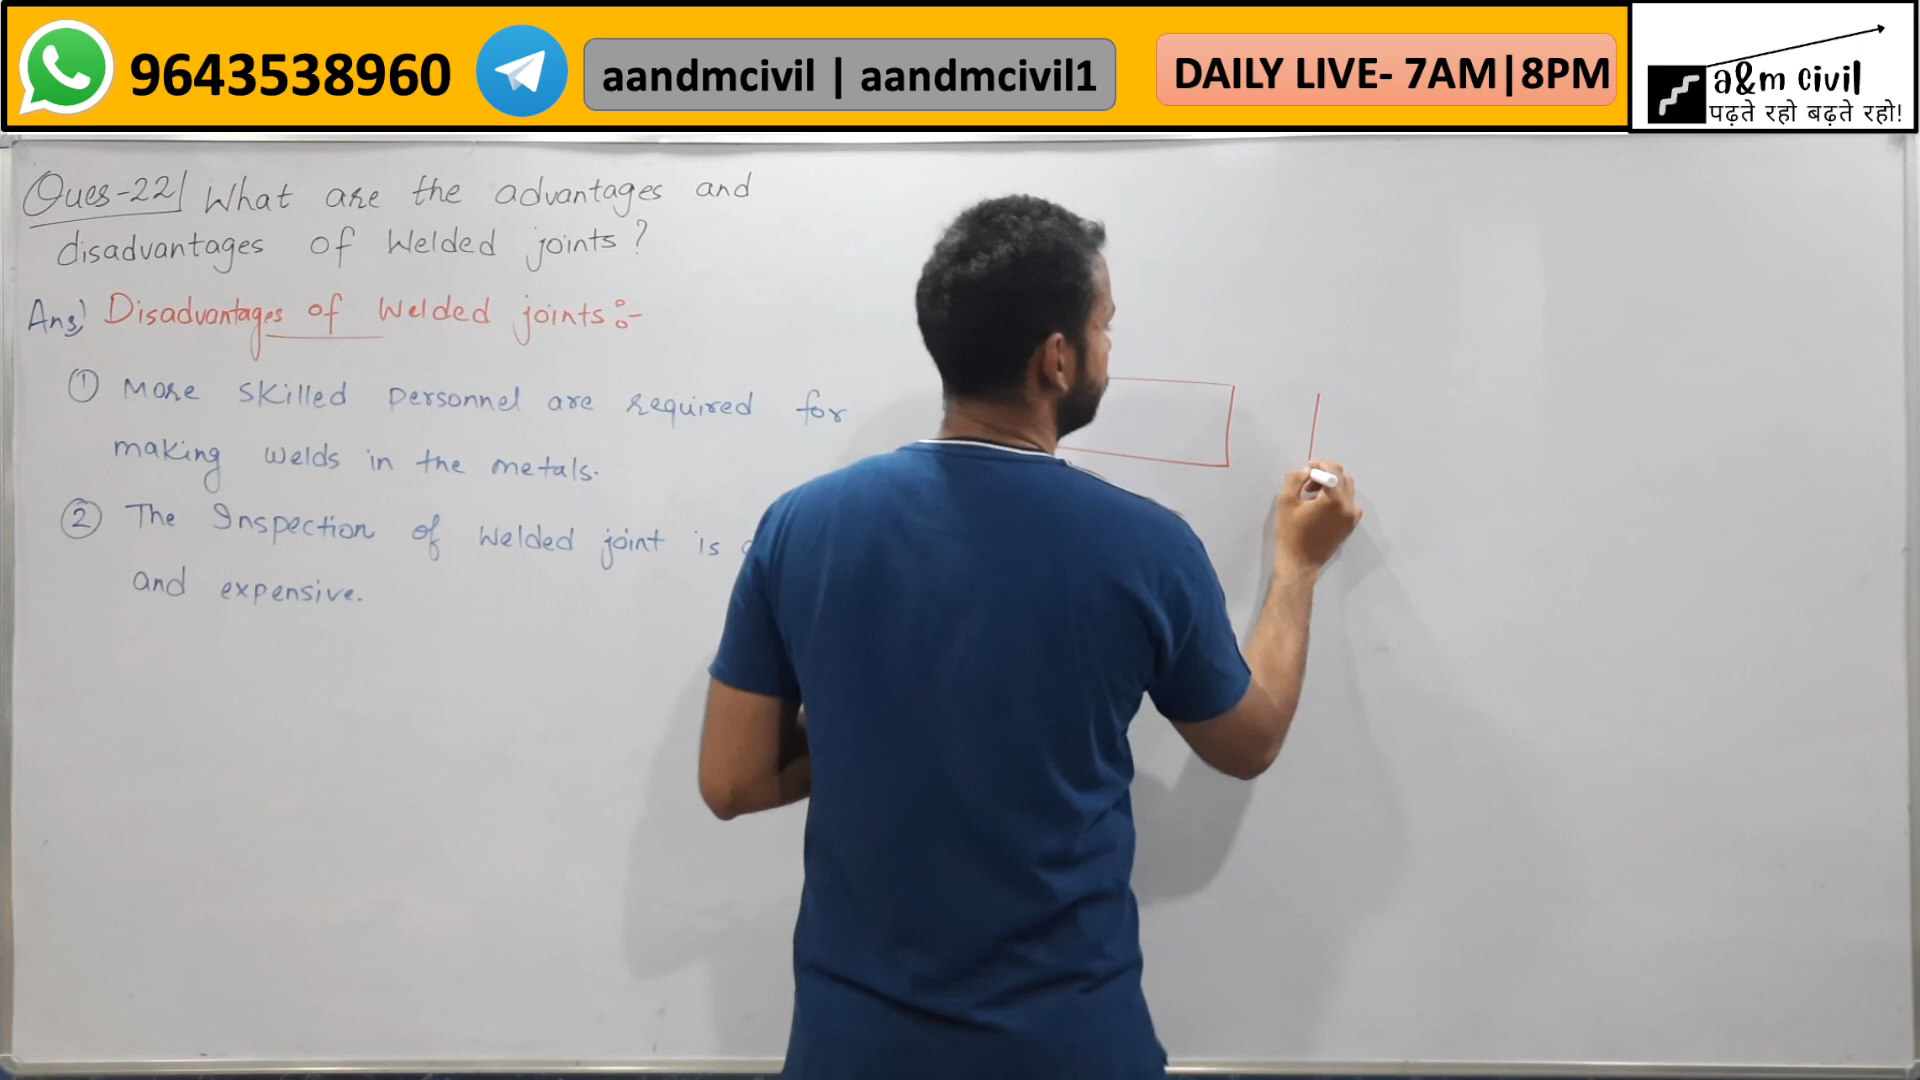 9643538960
aandmcivil | aandmcivil1
DAILY LIVE- 7AM|8PM
a&m civil
पढ़ते रहो बढ़ते रहो!
Ques-22) What are the advantages and
disadvantages of Welded joints?
Ans) Disadvantages of Welded joints:-
① More skilled personnel are required for
making welds in the metals.
② The Inspection of Welded joint is
and expensive.